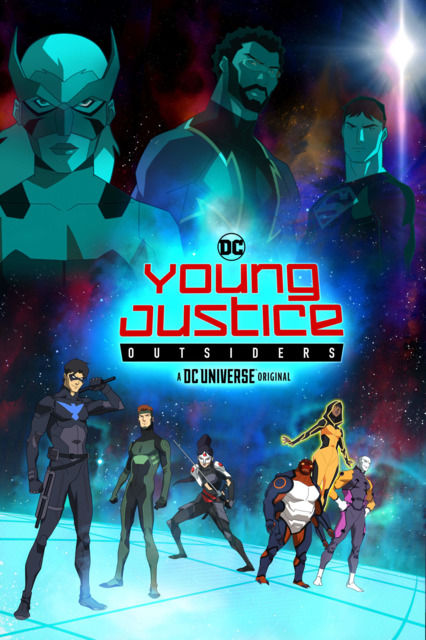 DC
YOUNG
JUSTICE
OUTSIDERS
A DC UNIVERSE ORIGINAL